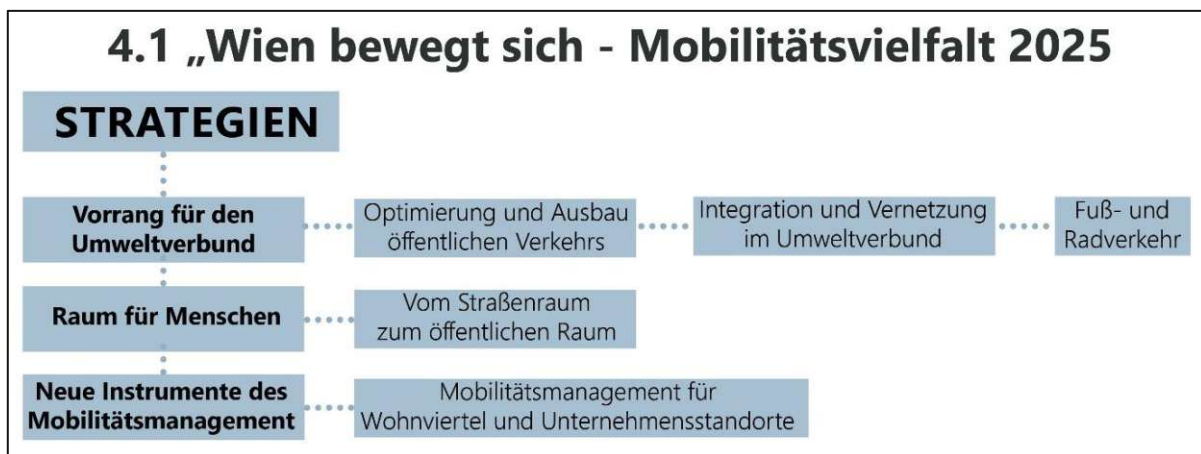 4.1 „Wien bewegt sich - Mobilitätsvielfalt 2025
STRATEGIEN
Vorrang für den
Umweltverbund
Optimierung und Ausbau
öffentlichen Verkehrs
Integration und Vernetzung
im Umweltverbund
Fuß- und
Radverkehr
Raum für Menschen
Vom Straßenraum
zum öffentlichen Raum
Neue Instrumente des
Mobilitätsmanagement
Mobilitätsmanagement für
Wohnviertel und Unternehmensstandorte